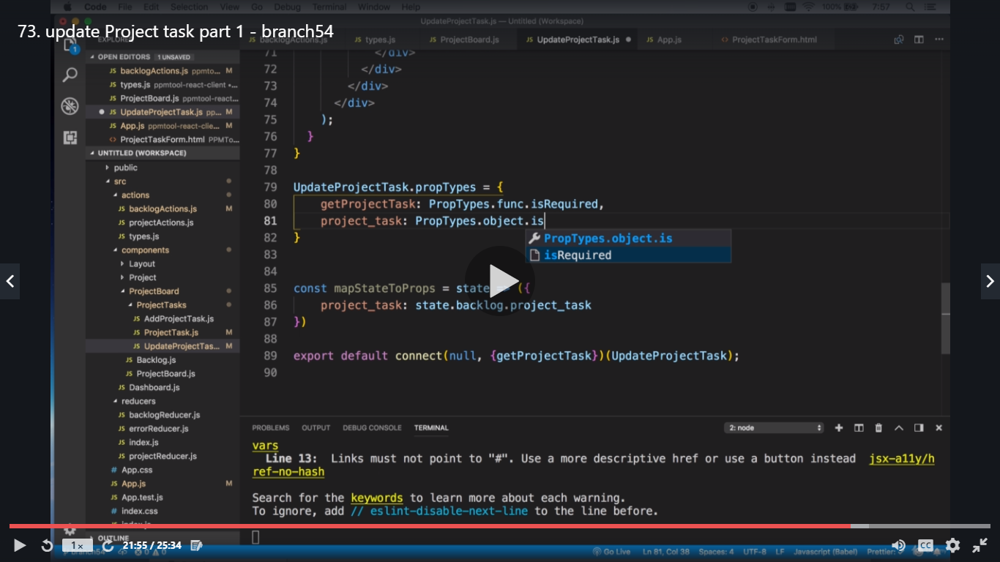 Code File Edit Selection View Go Debug Terminal Window Help
100% 7:57
UpdateProjectTask.js — Untitled (Workspace)
73. update Project task part 1 - branch54
EXPLORER
backlogActions.js types.js ProjectBoard.js UpdateProjectTask.js App.js ProjectTaskForm.html
OPEN EDITORS 1 UNSAVED
backlogActions.js ppmto... M
types.js ppmtool-react-client •...
ProjectBoard.js ppmtool-react...
UpdateProjectTask.js pp... M
App.js ppmtool-react-clie... M
ProjectTaskForm.html PPMTo...
UNTITLED (WORKSPACE)
public
src
actions
backlogActions.js M
projectActions.js
types.js
components
Layout
Project
ProjectBoard
ProjectTasks
AddProjectTask.js
ProjectTask.js M
UpdateProjectTas... M
Backlog.js
ProjectBoard.js
Dashboard.js
reducers
backlogReducer.js
errorReducer.js
index.js
projectReducer.js
App.css
App.js M
App.test.js
index.css
index.js
OUTLINE
71 </div>
72 </div>
73 </div>
74 </div>
75 );
76 }
77 }
78
79 UpdateProjectTask.propTypes = {
80 getProjectTask: PropTypes.func.isRequired,
81 project_task: PropTypes.object.is
82 }
PropTypes.object.is
isRequired
83
84
85 const mapStateToProps = state => ({
86 project_task: state.backlog.project_task
87 })
88
89 export default connect(null, {getProjectTask})(UpdateProjectTask);
90
PROBLEMS OUTPUT DEBUG CONSOLE TERMINAL 2: node
vars
Line 13: Links must not point to "#". Use a more descriptive href or use a button instead jsx-a11y/h
ref-no-hash
Search for the keywords to learn more about each warning.
To ignore, add // eslint-disable-next-line to the line before.
1× 21:55 / 25:34 CC
branch54 0 0 Go Live Ln 81, Col 38 Spaces: 4 UTF-8 LF Javascript (Babel) Prettier: